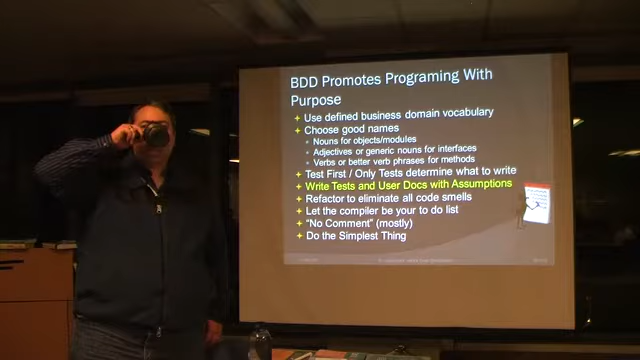 BDD Promotes Programing With
Purpose
Use defined business domain vocabulary
Choose good names
Nouns for objects/modules
Adjectives or generic nouns for interfaces
Verbs or better verb phrases for methods
Test First / Only Tests determine what to write
Write Tests and User Docs with Assumptions
Refactor to eliminate all code smells
Let the compiler be your to do list
"No Comment" (mostly)
Do the Simplest Thing